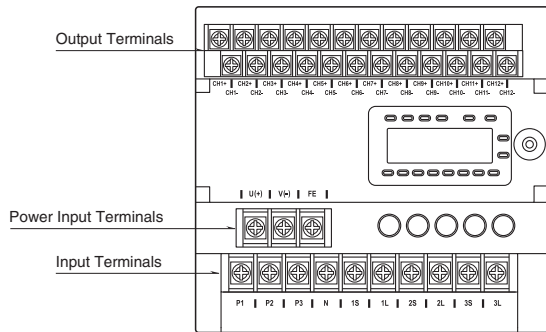 Output Terminals
CH1+ CH2+ CH3+ CH4+ CH5+ CH6+ CH7+ CH8+ CH9+ CH10+ CH11+ CH12+
CH1- CH2- CH3- CH4- CH5- CH6- CH7- CH8- CH9- CH10- CH11- CH12-
U(+) V(−) FE
Power Input Terminals
Input Terminals
P1 P2 P3 N 1S 1L 2S 2L 3S 3L